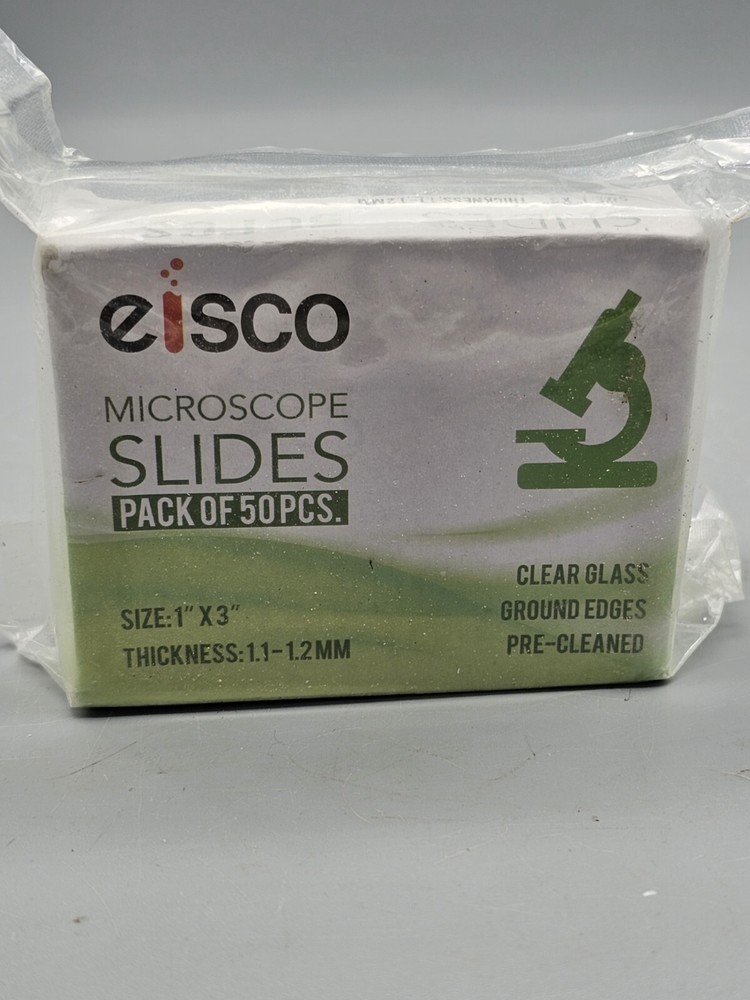 eisco
MICROSCOPE
SLIDES
PACK OF 50 PCS.
SIZE: 1" X 3"
THICKNESS: 1.1-1.2 MM
CLEAR GLASS
GROUND EDGES
PRE-CLEANED